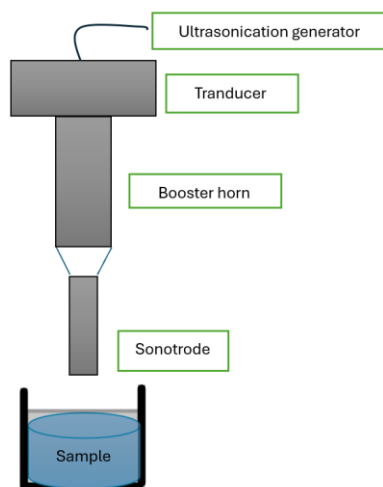 Ultrasonication generator
Tranducer
Booster horn
Sonotrode
Sample